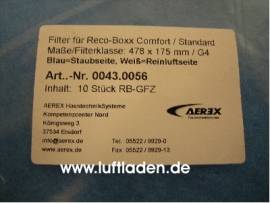 Filter für Reco-Boxx Comfort / Standard
Maße/Filterklasse: 478 x 175 mm / G4
Blau=Staubseite, Weiß=Reinluftseite
Art..-Nr. 0043.0056
Inhalt: 10 Stück RB-GFZ
AEREX HaustechnikSysteme
Kompetenzcenter Nord
Königsweg 3
37534 Eisdorf
info@aerex.de Tel. 05522 / 9929-0
www.aerex.de Fax 05522 / 9929-13
AEREX
www.luftladen.de